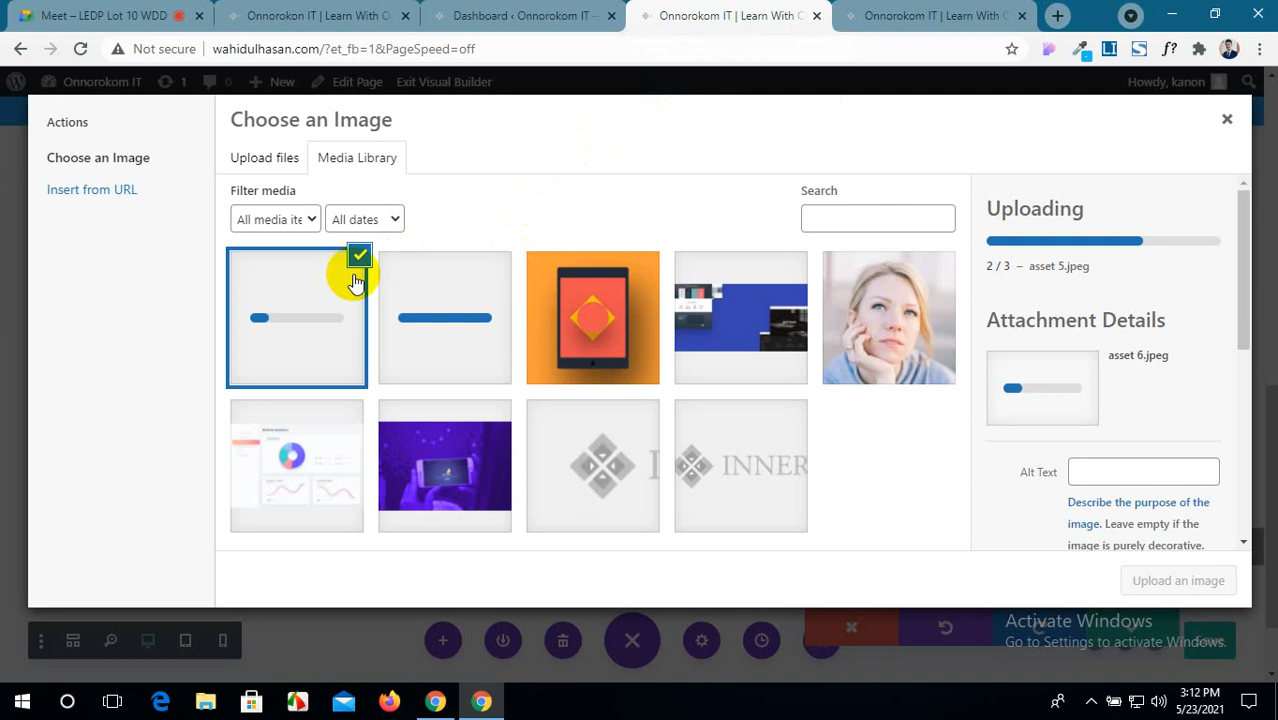 Meet – LEDP Lot 10 WDD
Onnorokon IT | Learn With O
Dashboard ‹ Onnorokom IT —
Onnorokom IT | Learn With O
Onnorokom IT | Learn With O
Not secure
wahidulhasan.com/?et_fb=1&PageSpeed=off
Onnorokom IT
1
0
New
Edit Page
Exit Visual Builder
Howdy, kanon
Actions
Choose an Image
Insert from URL
Choose an Image
Upload files
Media Library
Filter media
All media ite
All dates
Search
INNER
Uploading
2 / 3 – asset 5.jpeg
Attachment Details
asset 6.jpeg
Alt Text
Describe the purpose of the
image. Leave empty if the
image is purely decorative.
Upload an image
Activate Windows
Go to Settings to activate Windows.
3:12 PM
5/23/2021